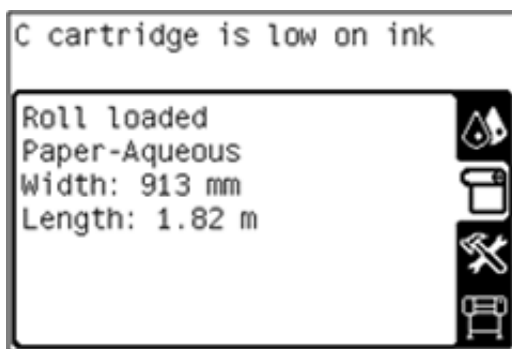 C cartridge is low on ink
Roll loaded
Paper-Aqueous
Width: 913 mm
Length: 1.82 m